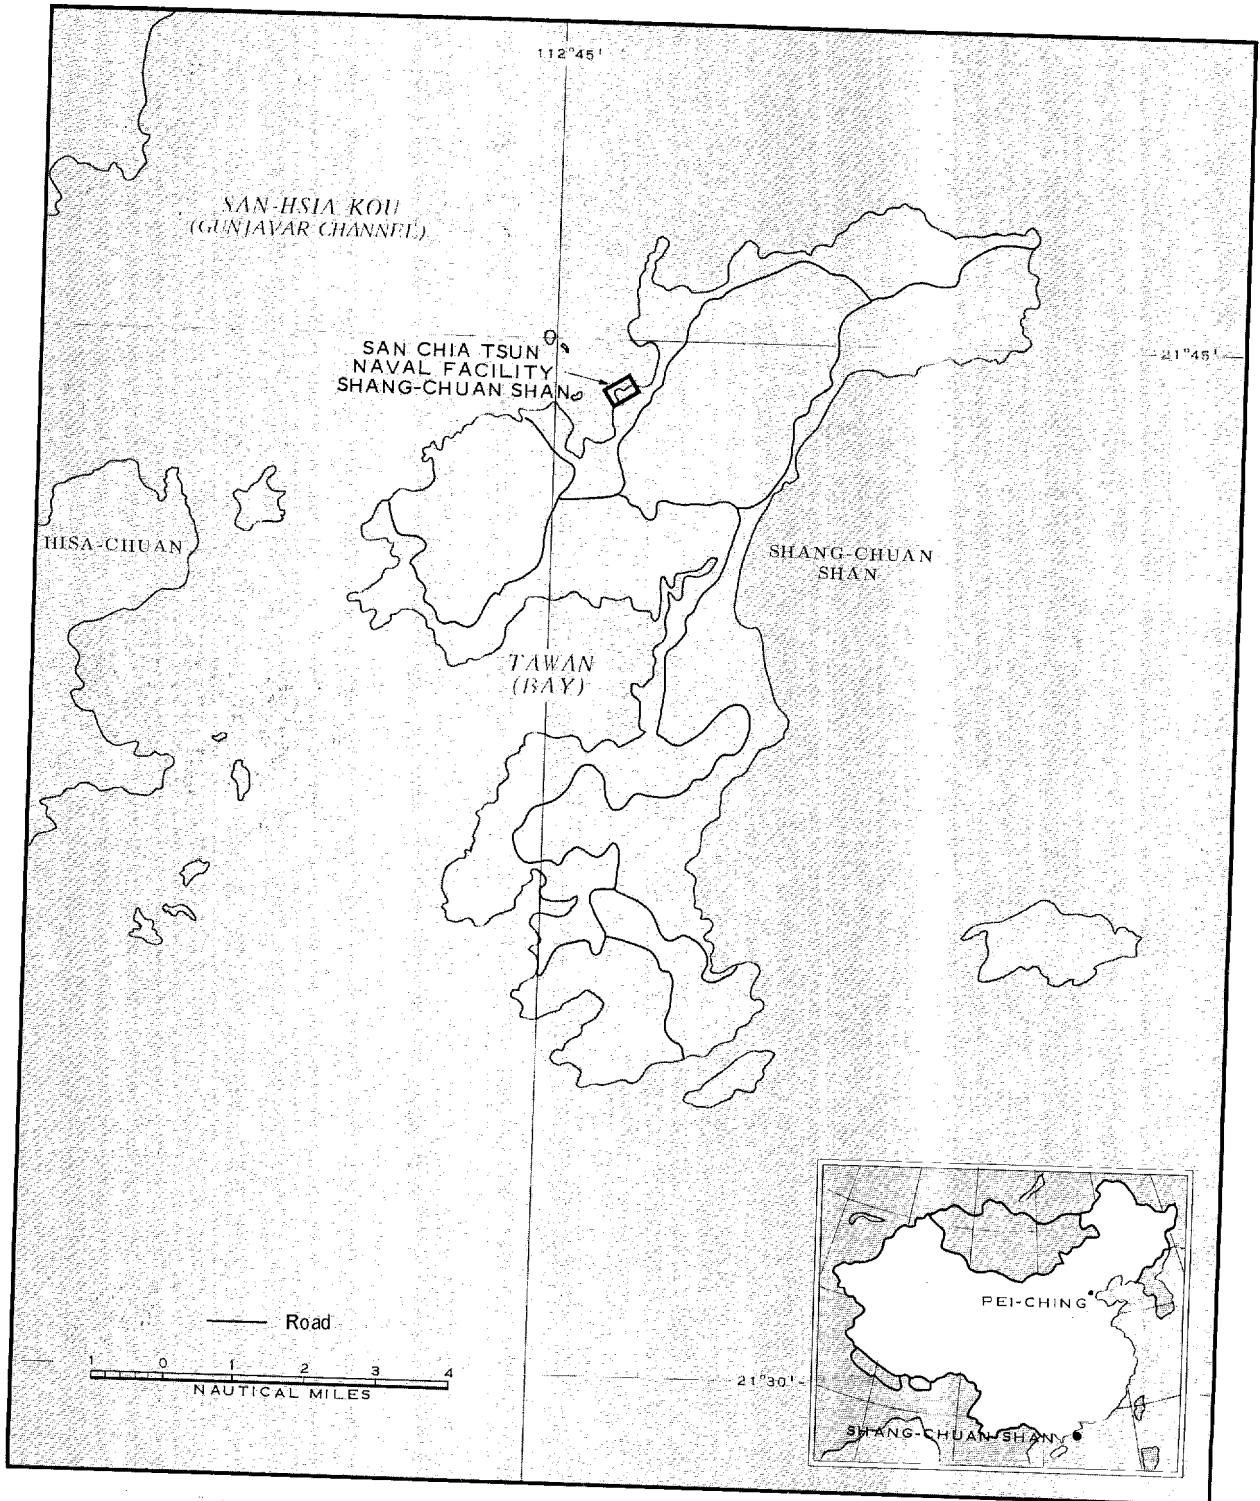 112°45'
SAN-HSIA KOU
(GUNJAVAR CHANNEL)
SAN CHIA TSUN
NAVAL FACILITY
SHANG-CHUAN SHAN
21°45'
HISA-CHUAN
SHANG-CHUAN
SHAN
TAWAN
(BAY)
PEI-CHING
Road
1 0 1 2 3 4
NAUTICAL MILES
21°30'
SHANG-CHUAN SHAN